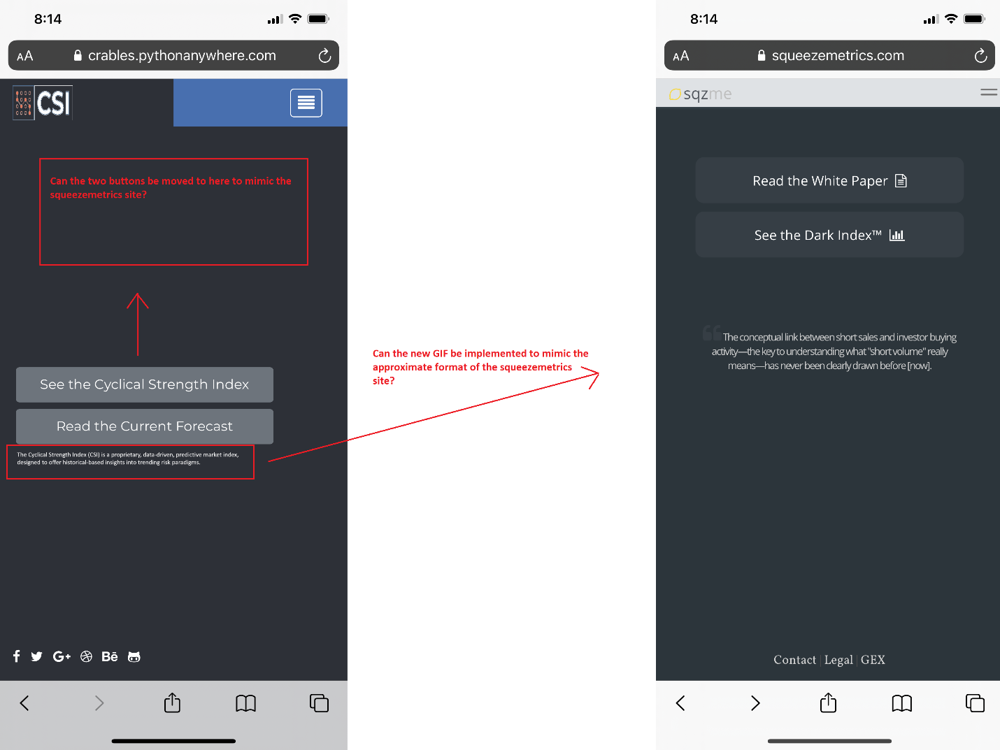 8:14
AA crables.pythonanywhere.com
CSI
Can the two buttons be moved to here to mimic the
squeezemetrics site?
See the Cyclical Strength Index
Read the Current Forecast
The Cyclical Strength Index (CSI) is a proprietary, data-driven, predictive market index,
designed to offer historical-based insights into trending risk paradigms.
f G+ Bē
Can the new GIF be implemented to mimic the
approximate format of the squeezemetrics
site?
8:14
AA squeezemetrics.com
sqzme
Read the White Paper
See the Dark Index™
“The conceptual link between short sales and investor buying
activity—the key to understanding what "short volume" really
means—has never been clearly drawn before [now].
Contact | Legal | GEX